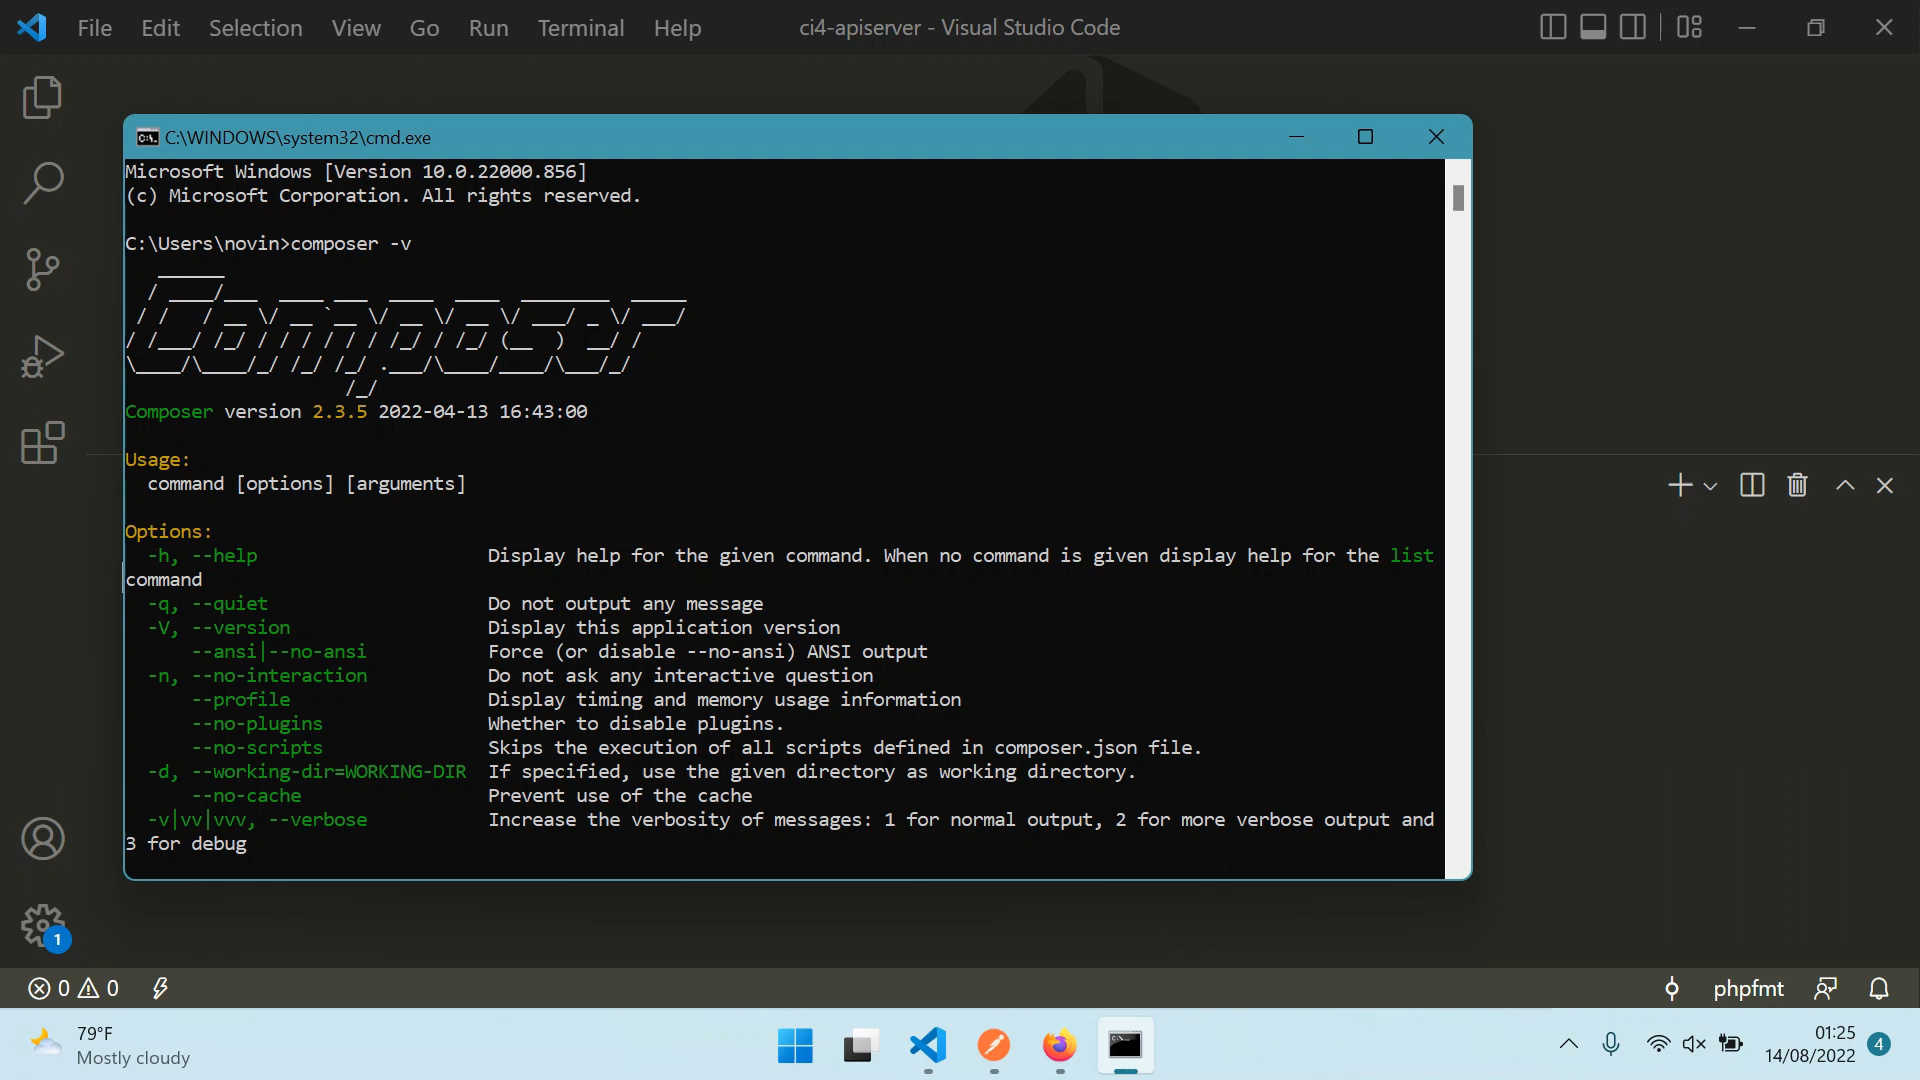 File Edit Selection View Go Run Terminal Help ci4-apiserver - Visual Studio Code
C:\WINDOWS\system32\cmd.exe
Microsoft Windows [Version 10.0.22000.856]
(c) Microsoft Corporation. All rights reserved.
C:\Users\novin>composer -v
Composer
Composer version 2.3.5 2022-04-13 16:43:00
Usage:
command [options] [arguments]
Options:
-h, --help Display help for the given command. When no command is given display help for the list
command
-q, --quiet Do not output any message
-V, --version Display this application version
--ansi|--no-ansi Force (or disable --no-ansi) ANSI output
-n, --no-interaction Do not ask any interactive question
--profile Display timing and memory usage information
--no-plugins Whether to disable plugins.
--no-scripts Skips the execution of all scripts defined in composer.json file.
-d, --working-dir=WORKING-DIR If specified, use the given directory as working directory.
--no-cache Prevent use of the cache
-v|vv|vvv, --verbose Increase the verbosity of messages: 1 for normal output, 2 for more verbose output and
3 for debug
1
0 0 phpfmt
79°F
Mostly cloudy
01:25
14/08/2022
4